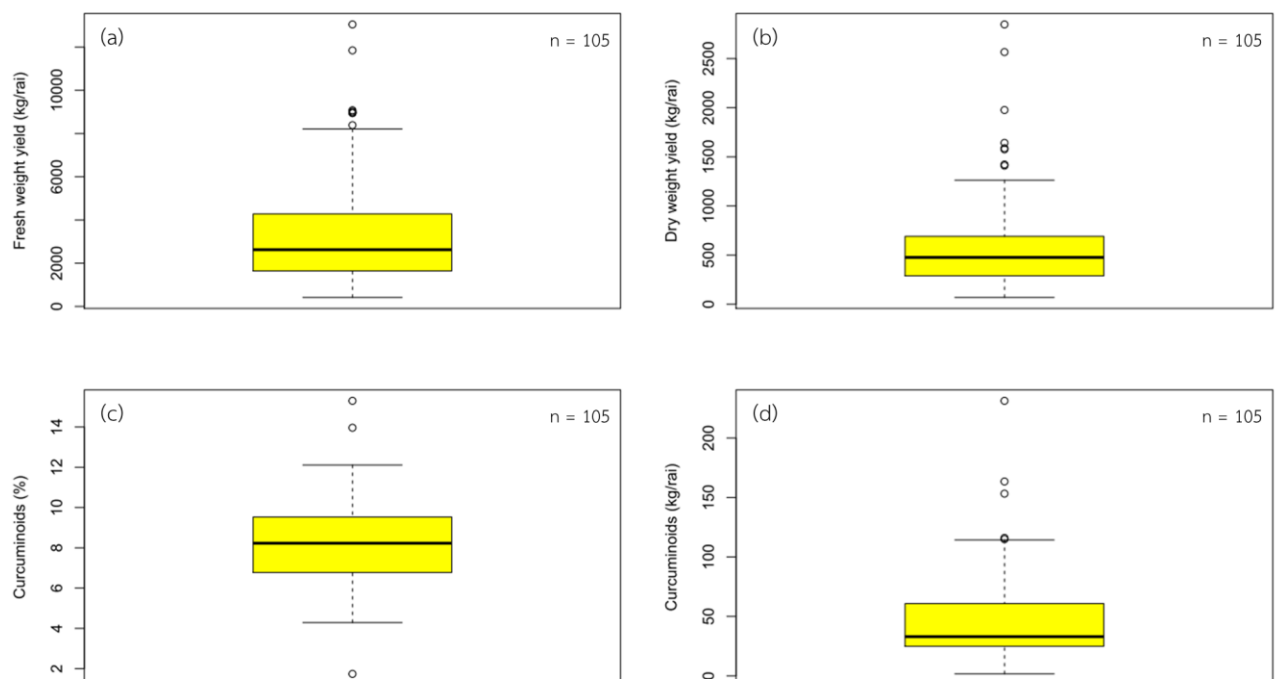 (a)
n = 105
Fresh weight yield (kg/rai)
10000
6000
2000
0
(b)
n = 105
Dry weight yield (kg/rai)
2500
2000
1500
1000
500
0
(c)
n = 105
Curcuminoids (%)
14
12
10
8
6
4
2
(d)
n = 105
Curcuminoids (kg/rai)
200
150
100
50
0